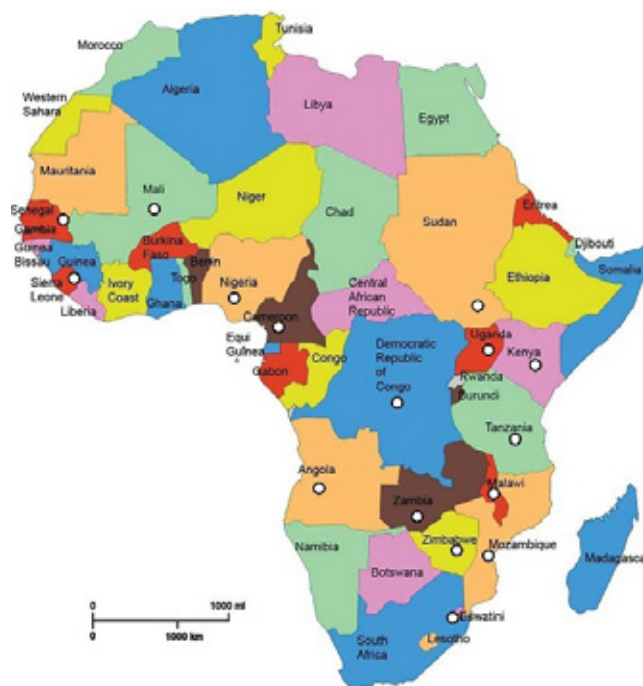 Tunisia
Morocco
Algeria
Libya
Egypt
Western
Sahara
Mauritania
Mali
Niger
Chad
Sudan
Eritrea
Djibouti
Somalia
Ethiopia
Senegal
Gambia
Guinea
Bissau
Guinea
Sierra
Leone
Liberia
Ivory
Coast
Burkina
Faso
Ghana
Togo
Benin
Nigeria
Cameroon
Central
African
Republic
Equi
Guinea
Gabon
Congo
Democratic
Republic
of
Congo
Uganda
Kenya
Rwanda
Burundi
Tanzania
Angola
Zambia
Malawi
Mozambique
Zimbabwe
Namibia
Botswana
Madagascar
Eswatini
Lesotho
South
Africa
0 1000 ml
0 1000 km